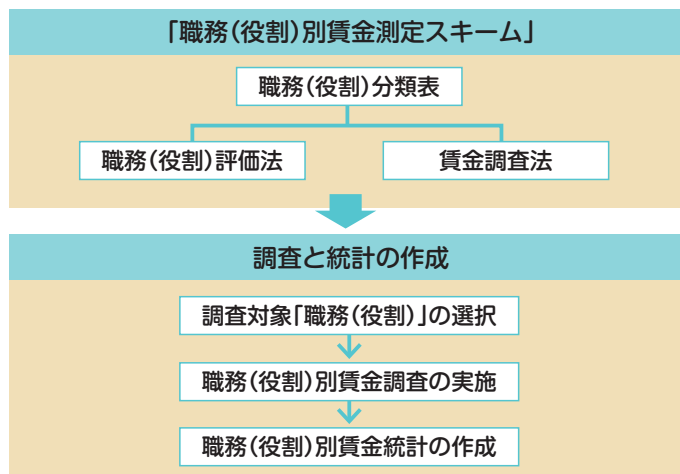 「職務(役割)別賃金測定スキーム」
職務(役割)分類表
職務(役割)評価法
賃金調査法
調査と統計の作成
調査対象「職務(役割)」の選択
職務(役割)別賃金調査の実施
職務(役割)別賃金統計の作成